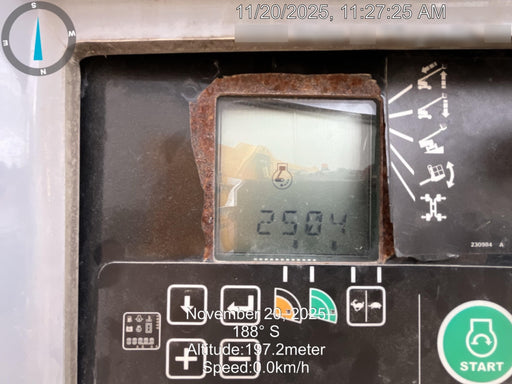 11/20/2025, 11:27:25 AM
S
E
W
N
2504
230984 A
November 20, 2025
188° S
Altitude:197.2meter
Speed:0.0km/h
START